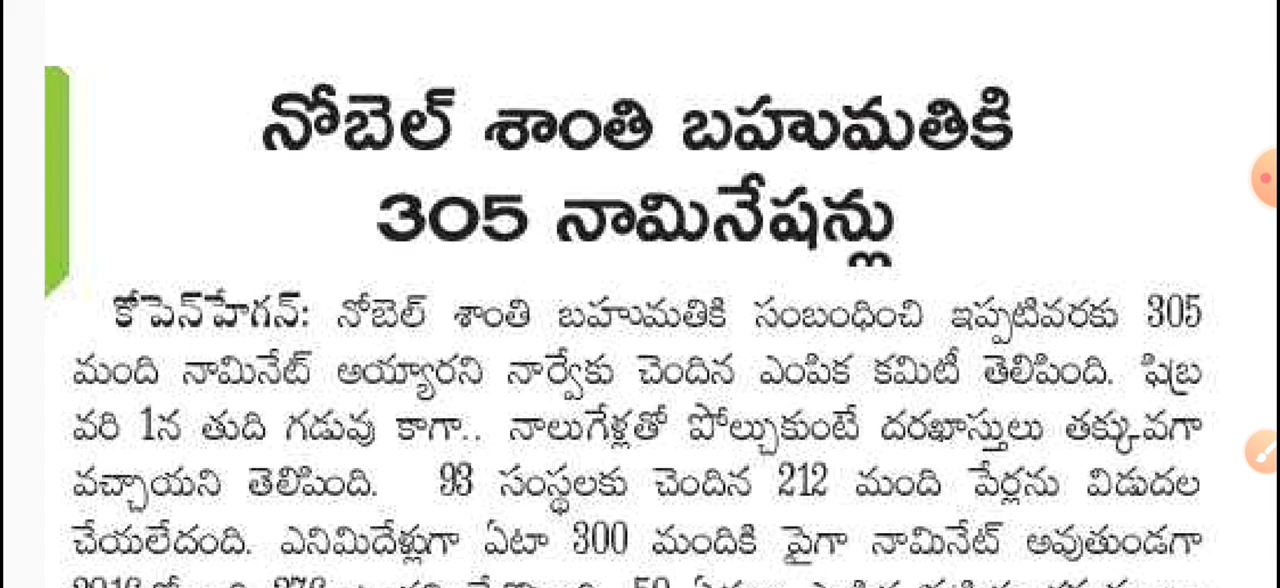 నోబెల్ శాంతి బహుమతికి
305 నామినేషన్లు
కోపెన్‌హేగన్: నోబెల్ శాంతి బహుమతికి సంబంధించి ఇప్పటివరకు 305
మంది నామినేట్ అయ్యారని నార్వేకు చెందిన ఎంపిక కమిటీ తెలిపింది. ఫిబ్ర
వరి 1న తుది గడువు కాగా.. నాలుగేళ్లతో పోల్చుకుంటే దరఖాస్తులు తక్కువగా
వచ్చాయని తెలిపింది. 93 సంస్థలకు చెందిన 212 మంది పేర్లను విడుదల
చేయలేదంది. ఎనిమిదేళ్లుగా ఏటా 300 మందికి పైగా నామినేట్ అవుతుండగా